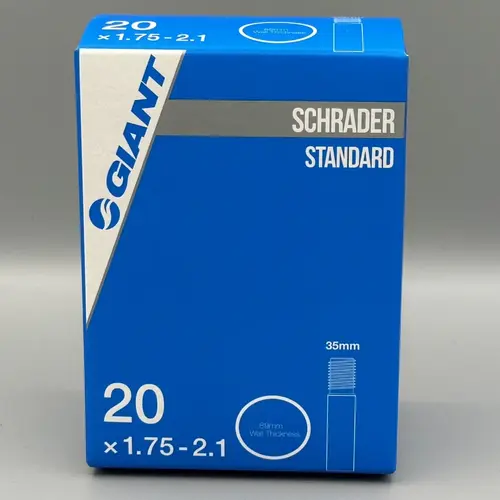 20
× 1.75 - 2.1
GIANT
SCHRADER
STANDARD
35mm
20
× 1.75 - 2.1
Wall Thickness